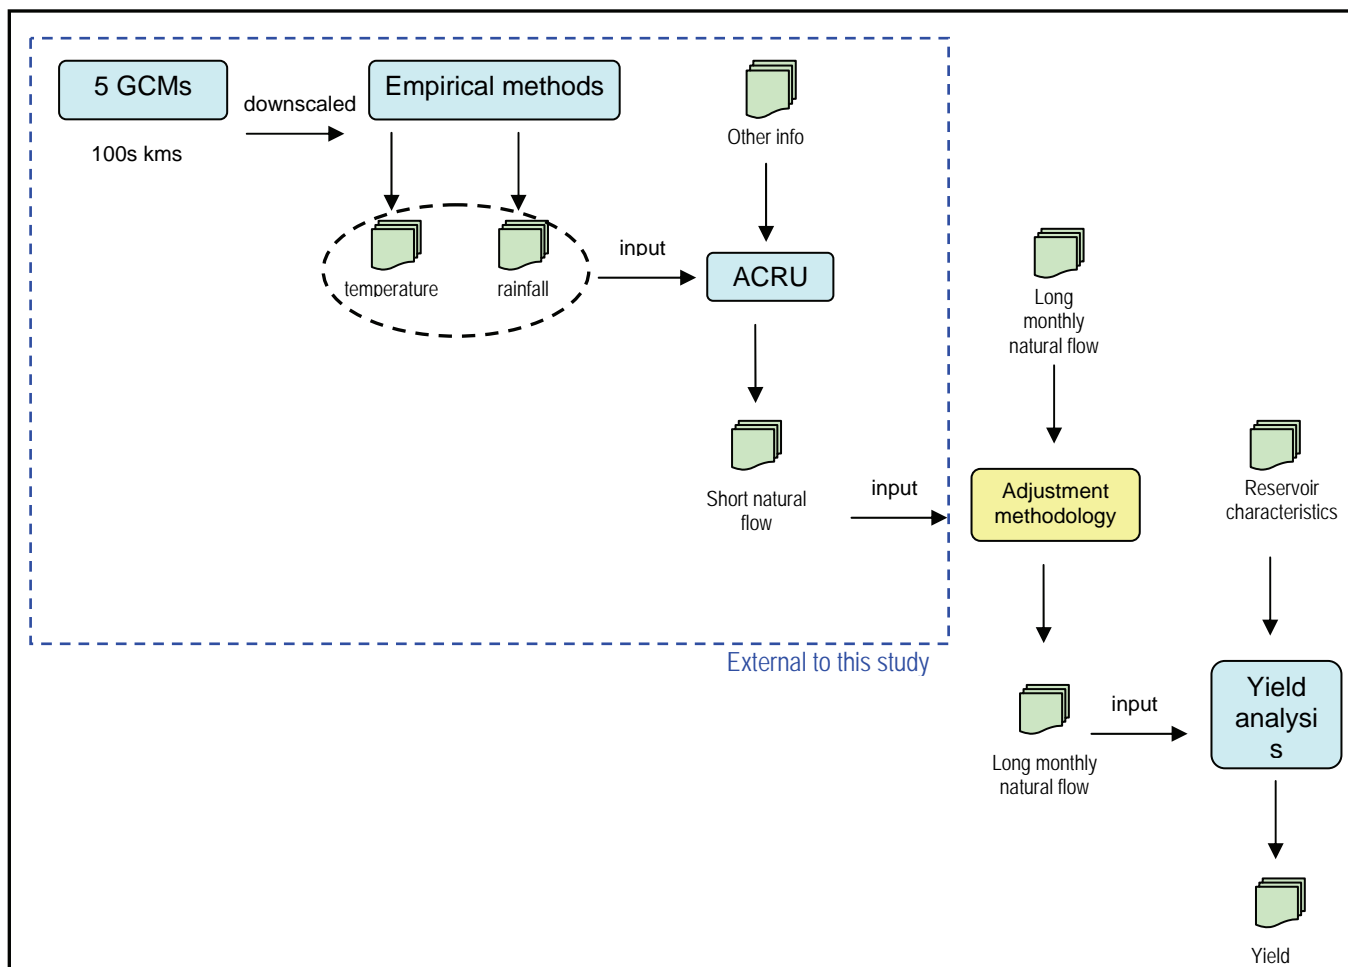 5 GCMs
downscaled
Empirical methods
100s kms
Other info
temperature
rainfall
input
ACRU
Long
monthly
natural flow
Short natural
flow
input
Adjustment
methodology
Reservoir
characteristics
External to this study
Long monthly
natural flow
input
Yield
analysi
s
Yield